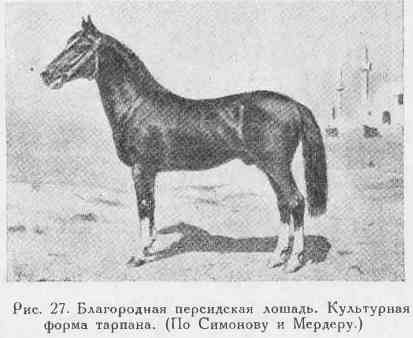 Рис. 27. Благородная персидская лошадь. Культурная
форма тарпана. (По Симонову и Мердеру.)